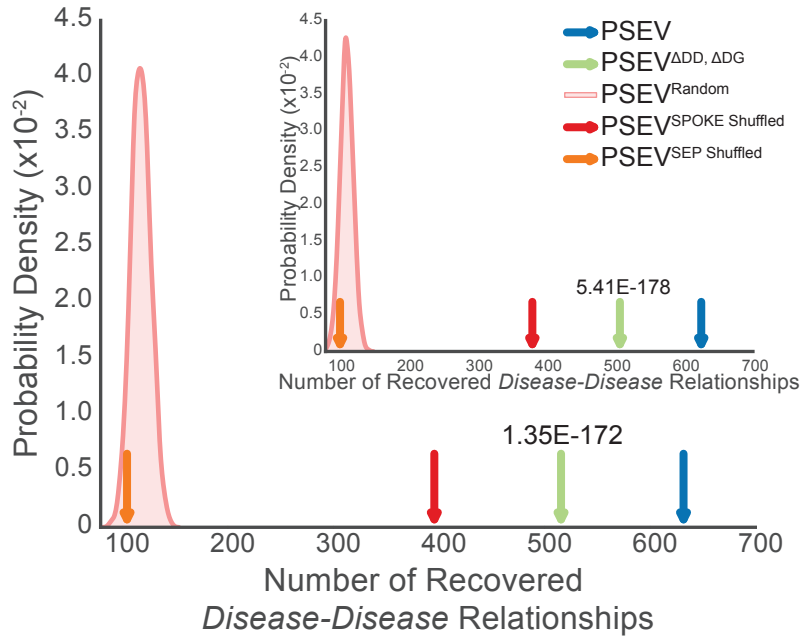 Probability Density (x10-2)
4.5
4.0
3.5
3.0
2.5
2.0
1.5
1.0
0.5
0
100
200
300
400
500
600
700
1.35E-172
Number of Recovered
Disease-Disease Relationships
Probability Density (x10-2)
4.5
4.0
3.5
3.0
2.5
2.0
1.5
1.0
0.5
0
100
200
300
400
500
600
700
5.41E-178
Number of Recovered Disease-Disease Relationships
PSEV
PSEVΔDD, ΔDG
PSEVRandom
PSEVSPOKE Shuffled
PSEVSEP Shuffled